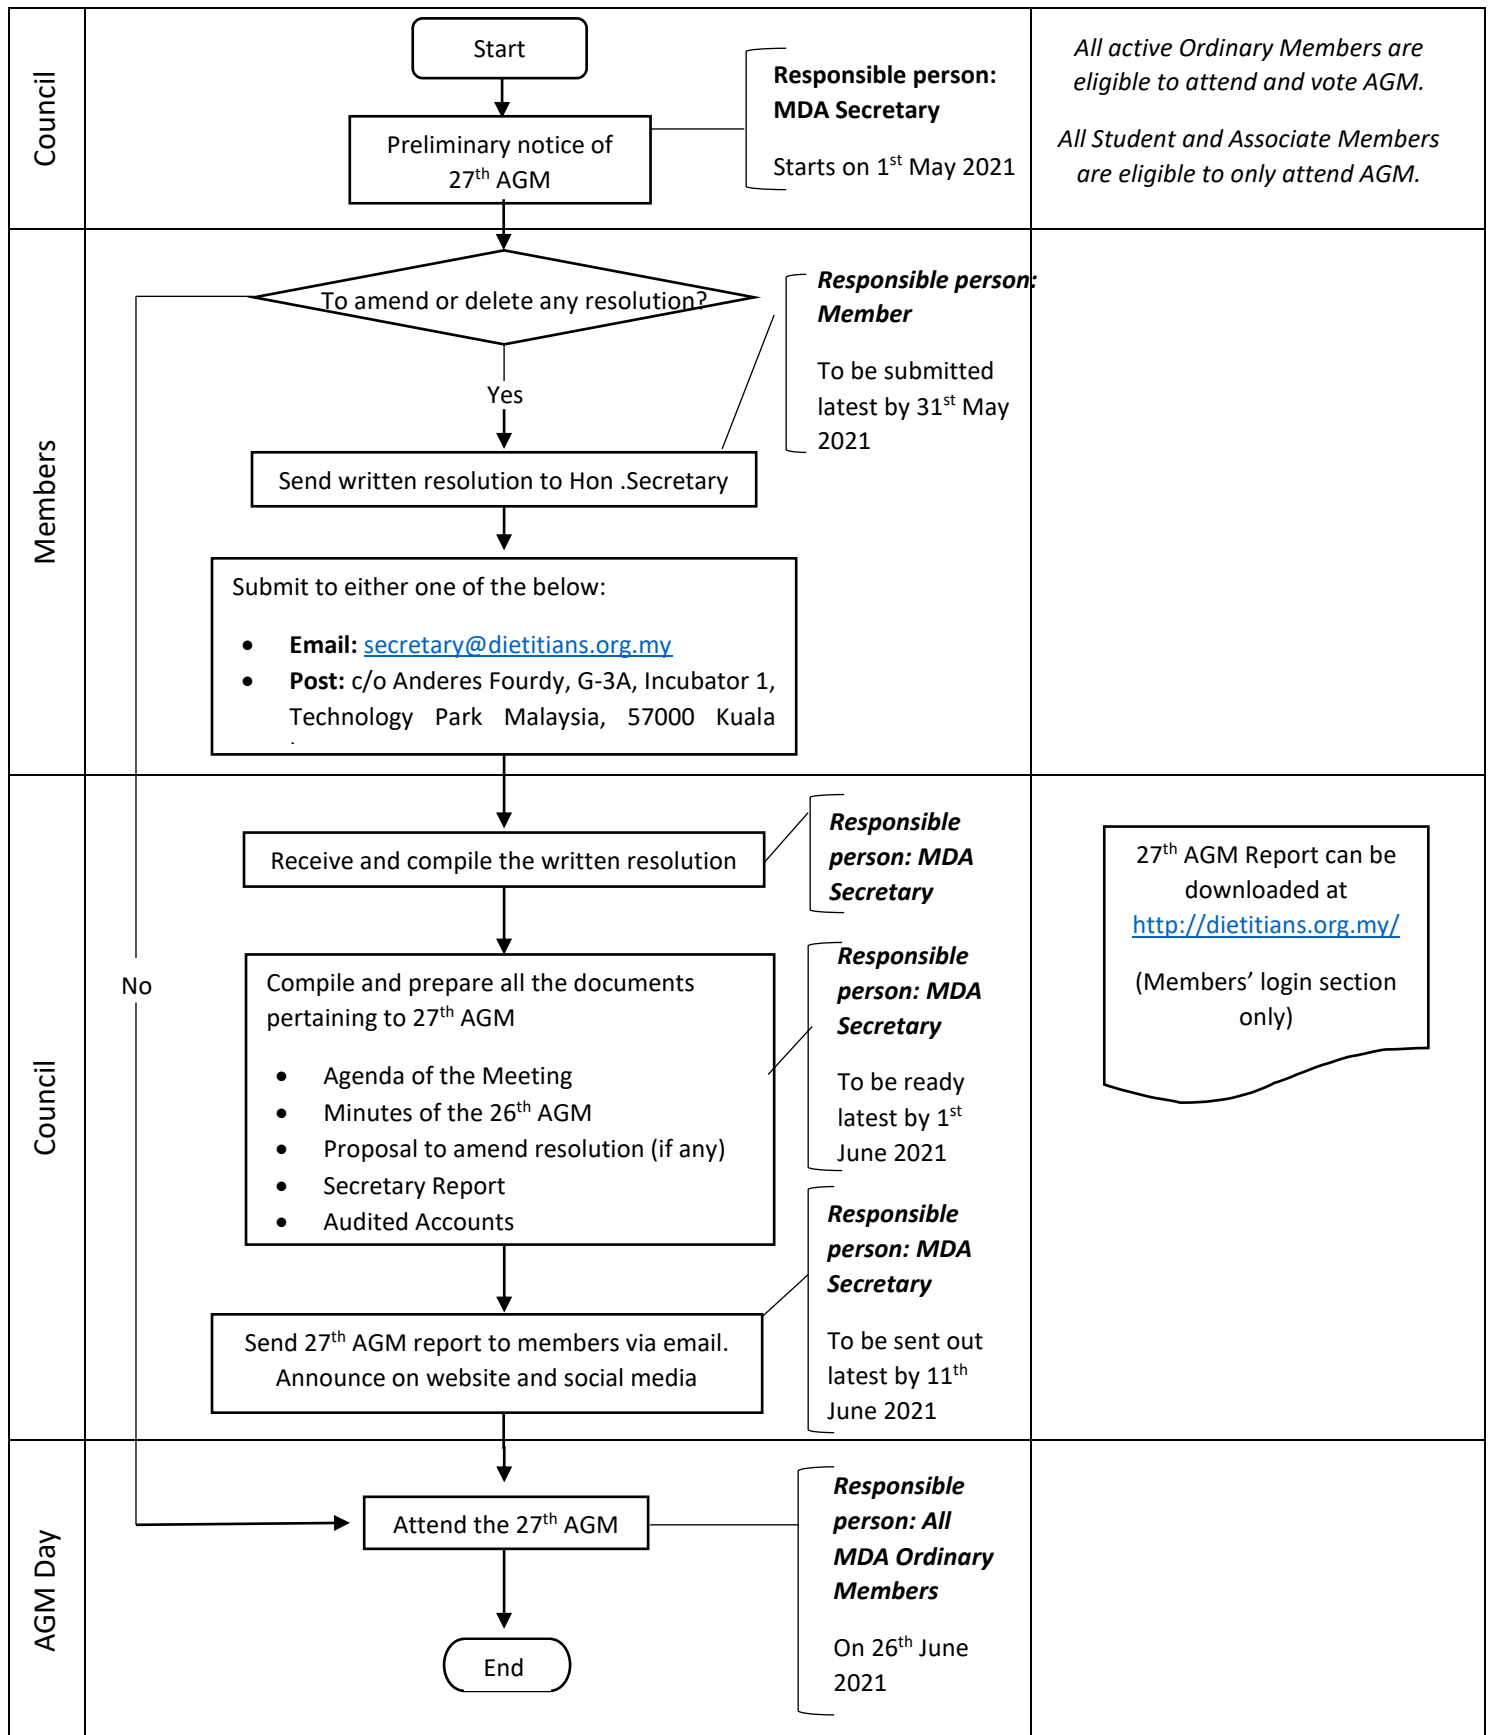 Council
Start
Preliminary notice of
27th AGM
Responsible person:
MDA Secretary
Starts on 1st May 2021
All active Ordinary Members are
eligible to attend and vote AGM.
All Student and Associate Members
are eligible to only attend AGM.
Members
To amend or delete any resolution?
Yes
Responsible person:
Member
To be submitted
latest by 31st May
2021
Send written resolution to Hon .Secretary
Submit to either one of the below:
• Email: secretary@dietitians.org.my
• Post: c/o Anderes Fourdy, G-3A, Incubator 1,
Technology Park Malaysia, 57000 Kuala
Council
No
Receive and compile the written resolution
Responsible
person: MDA
Secretary
Compile and prepare all the documents
pertaining to 27th AGM
• Agenda of the Meeting
• Minutes of the 26th AGM
• Proposal to amend resolution (if any)
• Secretary Report
• Audited Accounts
Responsible
person: MDA
Secretary
To be ready
latest by 1st
June 2021
Send 27th AGM report to members via email.
Announce on website and social media
Responsible
person: MDA
Secretary
To be sent out
latest by 11th
June 2021
27th AGM Report can be
downloaded at
http://dietitians.org.my/
(Members’ login section
only)
AGM Day
Attend the 27th AGM
Responsible
person: All
MDA Ordinary
Members
On 26th June
2021
End